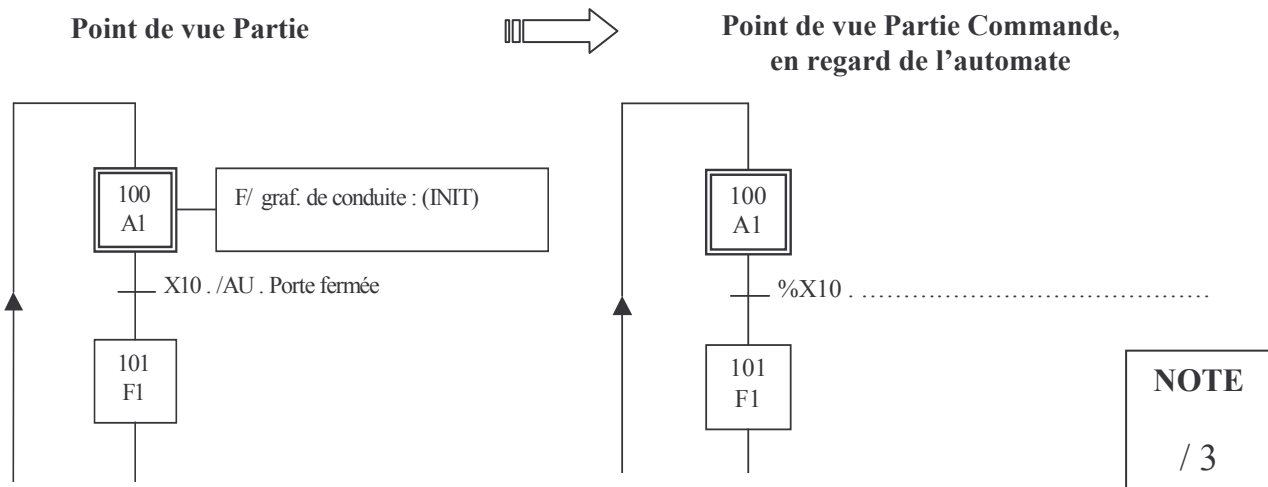 Point de vue Partie
Point de vue Partie Commande,
en regard de l’automate
100
A1
F/ graf. de conduite : (INIT)
X10 . /AU . Porte fermée
101
F1
100
A1
%X10 . ……………………………………
101
F1
NOTE
/ 3